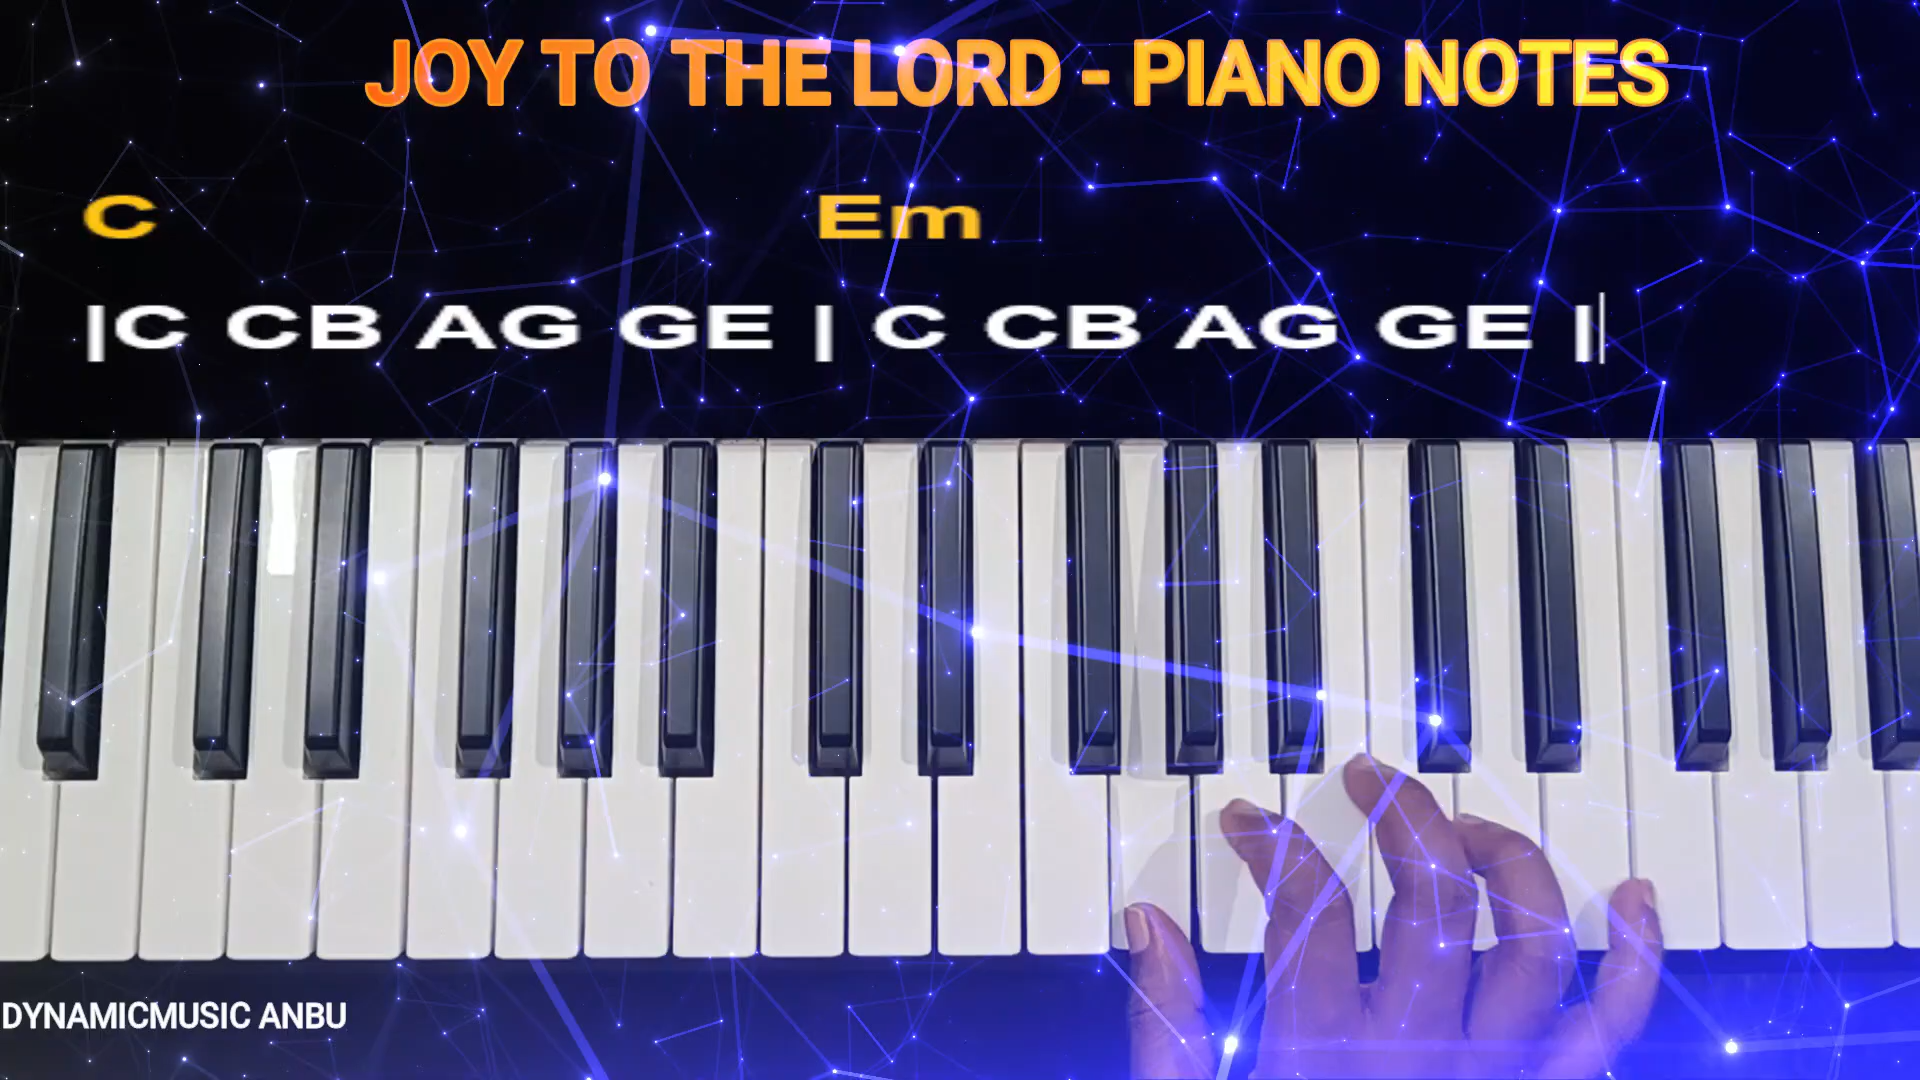 JOY TO THE LORD - PIANO NOTES
C Em
|C CB AG GE | C CB AG GE |
DYNAMICMUSIC ANBU